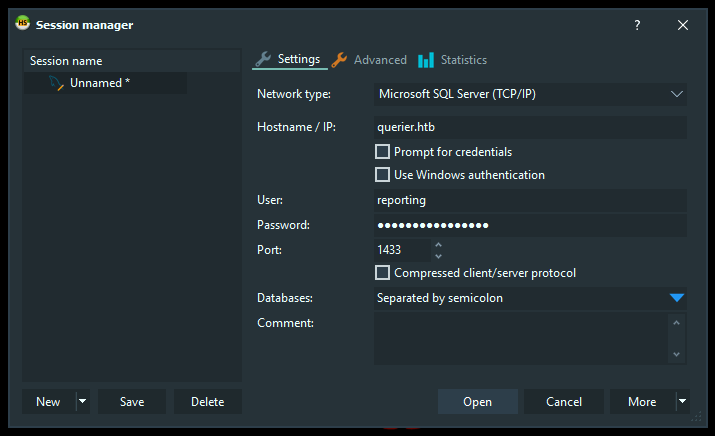 HS
Session manager
?
Session name
Unnamed *
Settings
Advanced
Statistics
Network type:
Microsoft SQL Server (TCP/IP)
Hostname / IP:
querier.htb
Prompt for credentials
Use Windows authentication
User:
reporting
Password:
●●●●●●●●●●●●●●●●
Port:
1433
Compressed client/server protocol
Databases:
Separated by semicolon
Comment:
New
Save
Delete
Open
Cancel
More